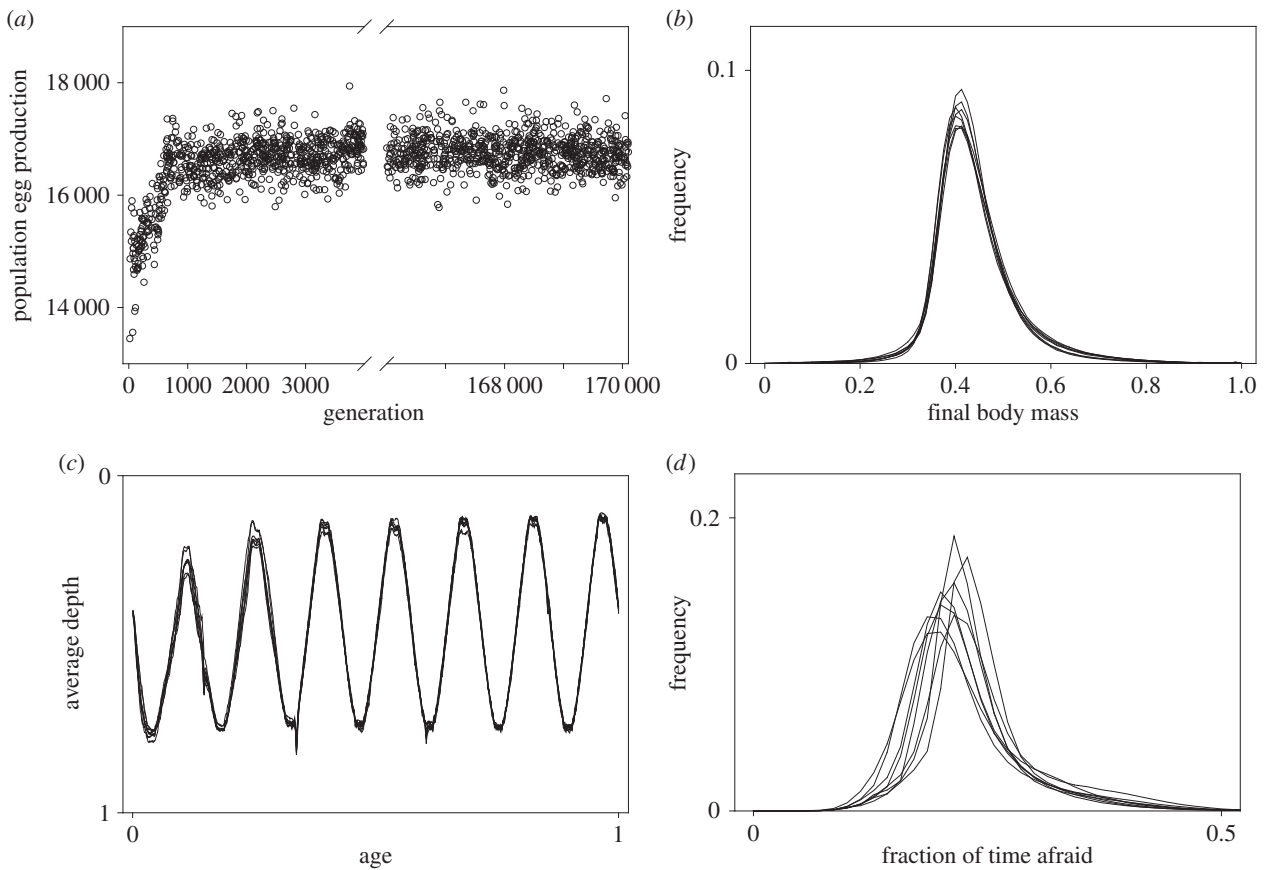 (a)
population egg production
18 000
16 000
14 000
0 1000 2000 3000 168 000 170 000
generation
(b)
frequency
0.1
0
0 0.2 0.4 0.6 0.8 1.0
final body mass
(c)
average depth
0
1
0 1
age
(d)
frequency
0.2
0
0 0.5
fraction of time afraid